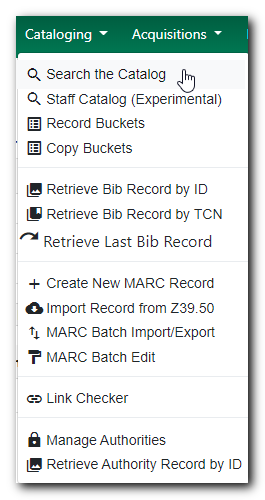 Cataloging Acquisitions
Search the Catalog
Staff Catalog (Experimental)
Record Buckets
Copy Buckets
Retrieve Bib Record by ID
Retrieve Bib Record by TCN
Retrieve Last Bib Record
Create New MARC Record
Import Record from Z39.50
MARC Batch Import/Export
MARC Batch Edit
Link Checker
Manage Authorities
Retrieve Authority Record by ID